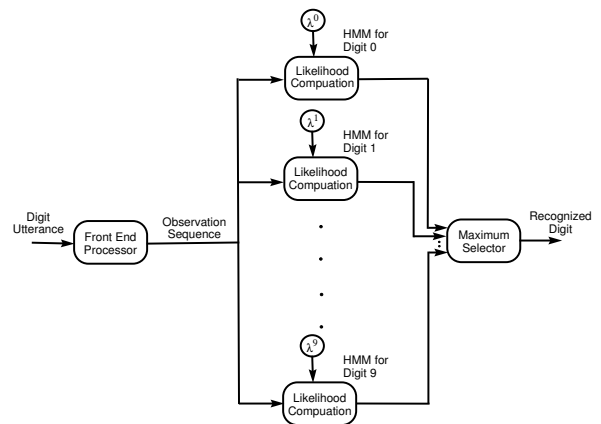 λ0
HMM for
Digit 0
Likelihood
Compuation
λ1
HMM for
Digit 1
Likelihood
Compuation
Digit
Utterance
Front End
Processor
Observation
Sequence
Maximum
Selector
Recognized
Digit
λ9
HMM for
Digit 9
Likelihood
Compuation